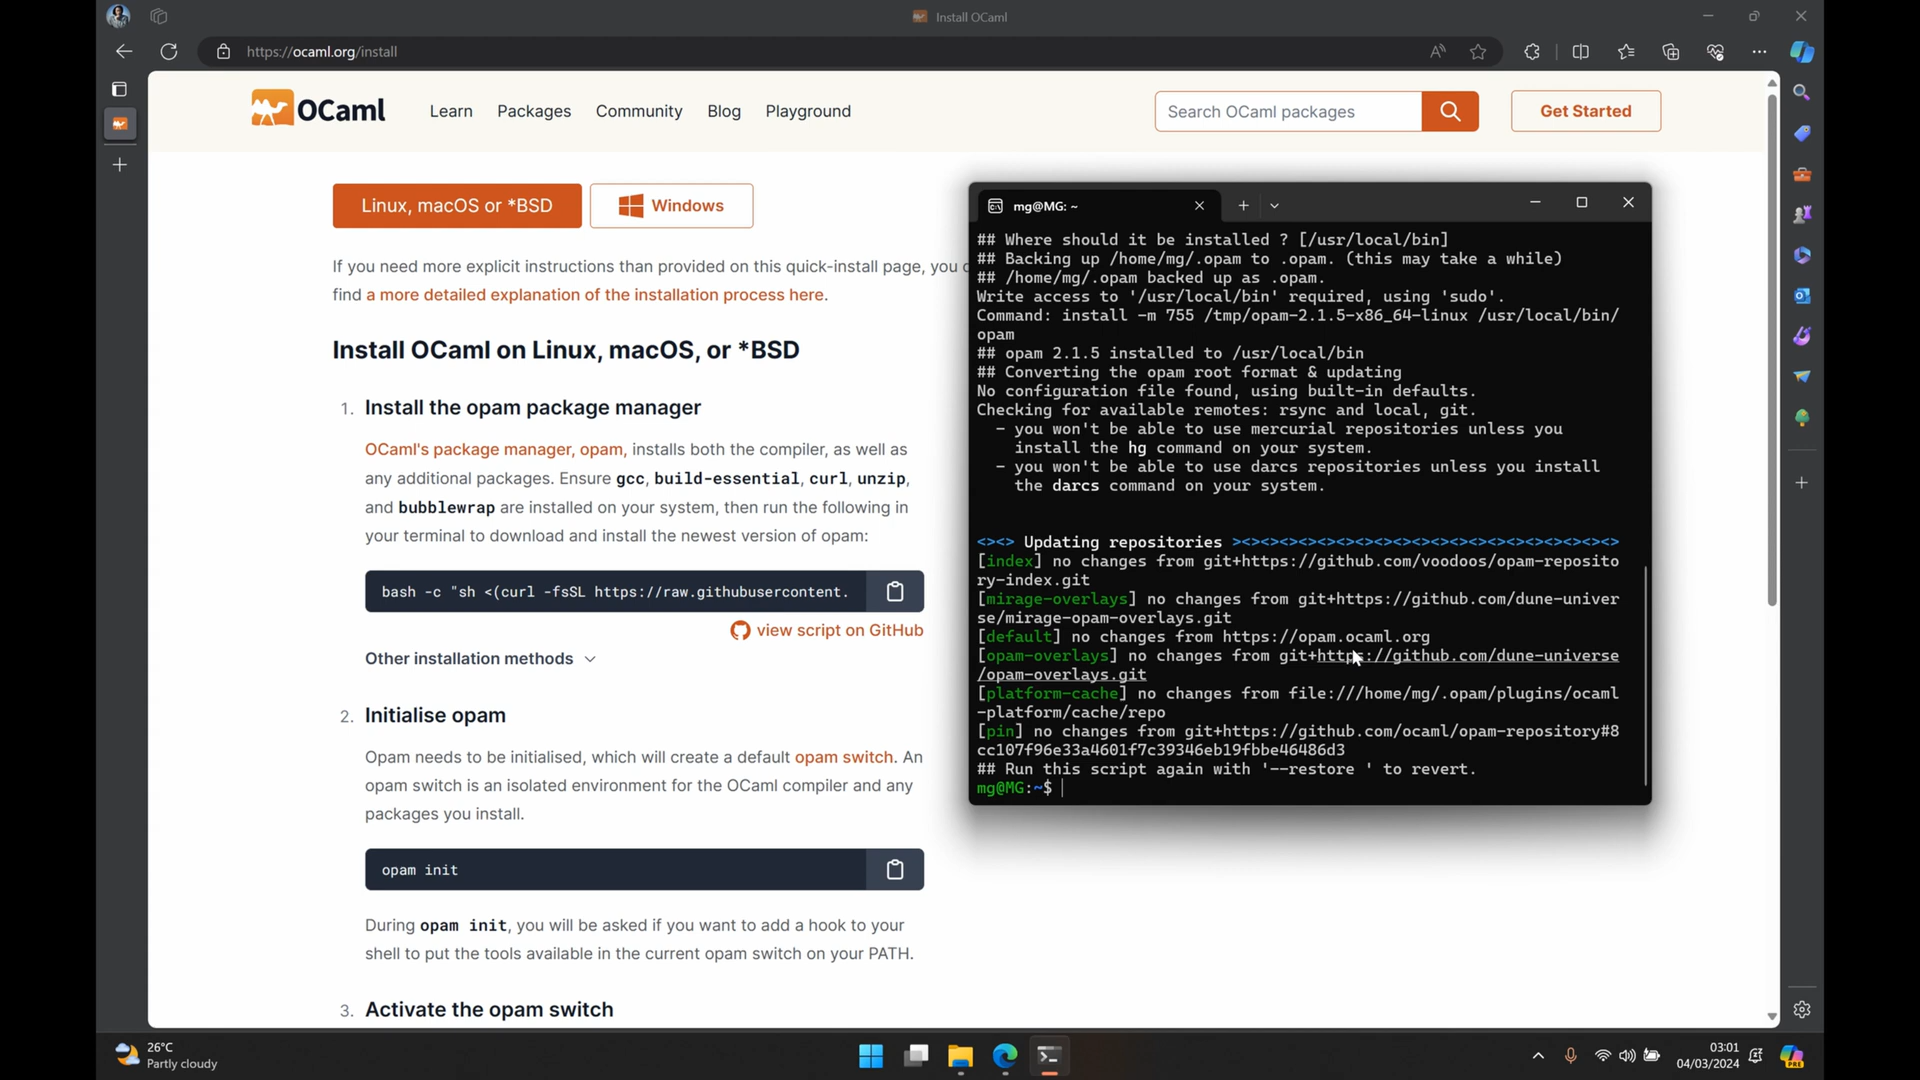 Install OCaml
https://ocaml.org/install
OCaml
Learn
Packages
Community
Blog
Playground
Search OCaml packages
Get Started
Linux, macOS or *BSD
Windows
If you need more explicit instructions than provided on this quick-install page, you c
find a more detailed explanation of the installation process here.
Install OCaml on Linux, macOS, or *BSD
1. Install the opam package manager
OCaml's package manager, opam, installs both the compiler, as well as
any additional packages. Ensure gcc, build-essential, curl, unzip,
and bubblewrap are installed on your system, then run the following in
your terminal to download and install the newest version of opam:
bash -c "sh <(curl -fsSL https://raw.githubusercontent.
view script on GitHub
Other installation methods
2. Initialise opam
Opam needs to be initialised, which will create a default opam switch. An
opam switch is an isolated environment for the OCaml compiler and any
packages you install.
opam init
During opam init, you will be asked if you want to add a hook to your
shell to put the tools available in the current opam switch on your PATH.
3. Activate the opam switch
mg@MG: ~
## Where should it be installed ? [/usr/local/bin]
## Backing up /home/mg/.opam to .opam. (this may take a while)
## /home/mg/.opam backed up as .opam.
Write access to '/usr/local/bin' required, using 'sudo'.
Command: install -m 755 /tmp/opam-2.1.5-x86_64-linux /usr/local/bin/
opam
## opam 2.1.5 installed to /usr/local/bin
## Converting the opam root format & updating
No configuration file found, using built-in defaults.
Checking for available remotes: rsync and local, git.
- you won't be able to use mercurial repositories unless you
install the hg command on your system.
- you won't be able to use darcs repositories unless you install
the darcs command on your system.
<><> Updating repositories ><><><><><><><><><><><><><><><><><><><><>
[index] no changes from git+https://github.com/voodoos/opam-reposito
ry-index.git
[mirage-overlays] no changes from git+https://github.com/dune-univer
se/mirage-opam-overlays.git
[default] no changes from https://opam.ocaml.org
[opam-overlays] no changes from git+https://github.com/dune-universe
/opam-overlays.git
[platform-cache] no changes from file:///home/mg/.opam/plugins/ocaml
-platform/cache/repo
[pin] no changes from git+https://github.com/ocaml/opam-repository#8
cc107f96e33a4601f7c39346eb19fbbe46486d3
## Run this script again with '--restore ' to revert.
mg@MG:~$
26°C
Partly cloudy
03:01
04/03/2024
PRE